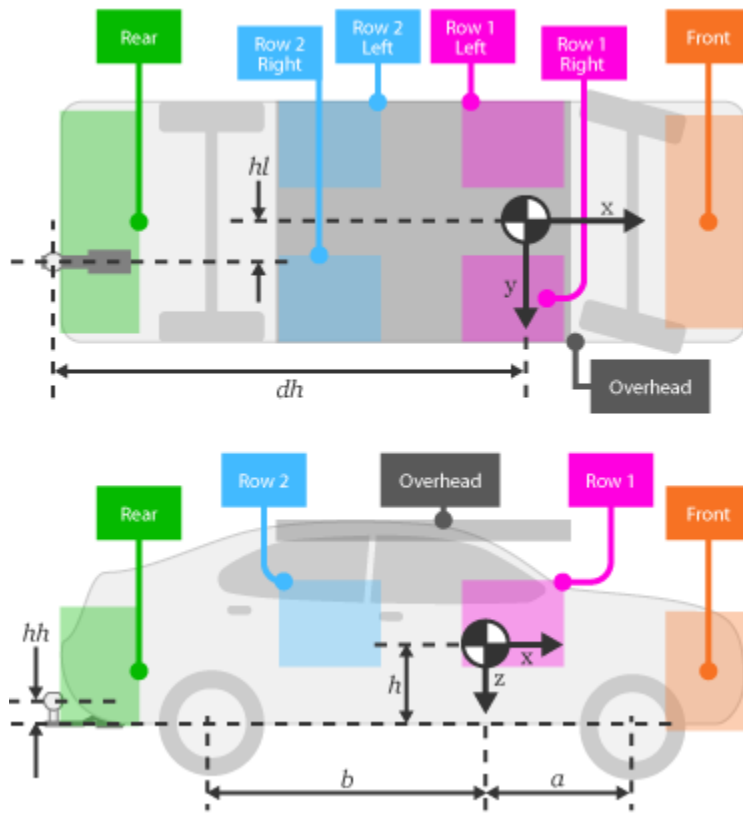 Rear
Row 2
Right
Row 2
Left
Row 1
Left
Row 1
Right
Front
hl
x
y
dh
Overhead
Rear
Row 2
Overhead
Row 1
Front
hh
h
x
z
b
a